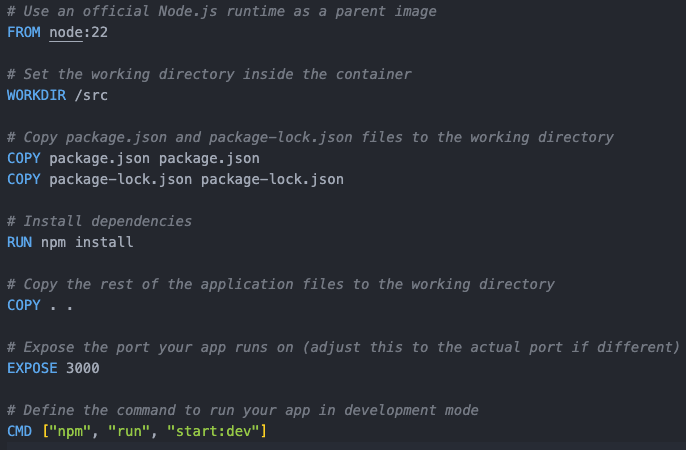 # Use an official Node.js runtime as a parent image
FROM node:22
# Set the working directory inside the container
WORKDIR /src
# Copy package.json and package-lock.json files to the working directory
COPY package.json package.json
COPY package-lock.json package-lock.json
# Install dependencies
RUN npm install
# Copy the rest of the application files to the working directory
COPY . .
# Expose the port your app runs on (adjust this to the actual port if different)
EXPOSE 3000
# Define the command to run your app in development mode
CMD ["npm", "run", "start:dev"]